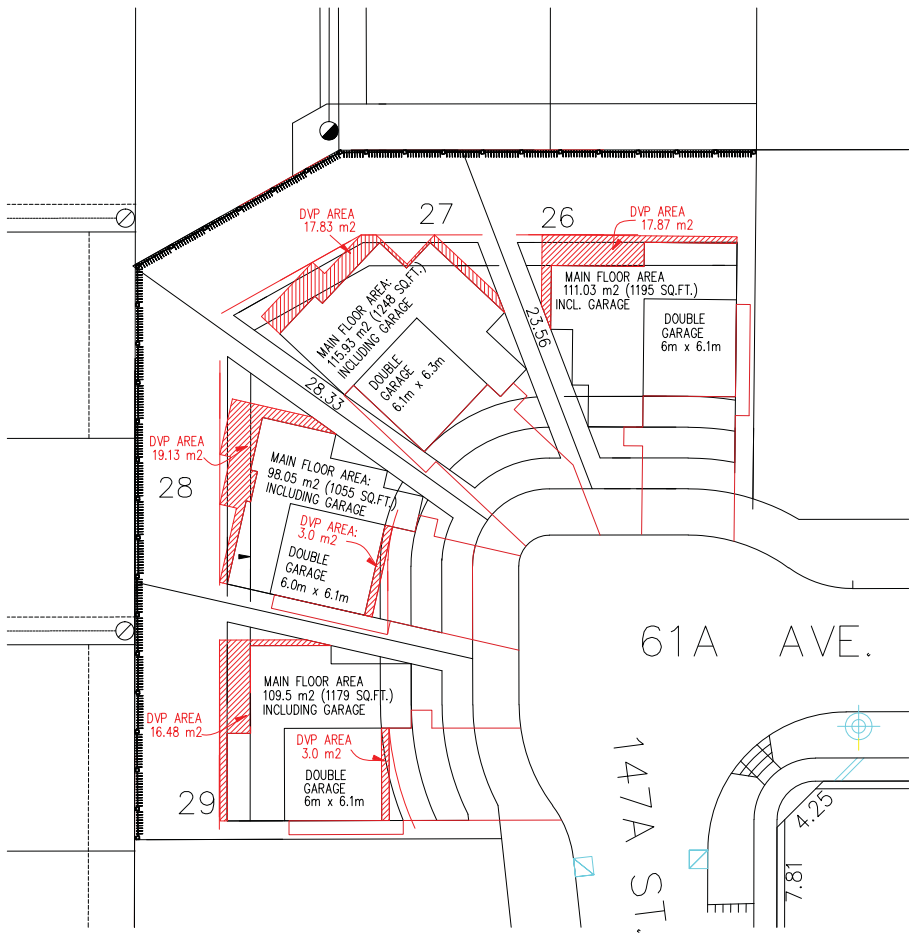 27
26
DVP AREA
17.83 m2
DVP AREA
17.87 m2
MAIN FLOOR AREA:
115.93 m2 (1248 SQ.FT.)
INCLUDING GARAGE
MAIN FLOOR AREA
111.03 m2 (1195 SQ.FT.)
INCL. GARAGE
23.56
DOUBLE
GARAGE
6m x 6.1m
DOUBLE
GARAGE
6.1m x 6.3m
28.33
DVP AREA
19.13 m2
28
MAIN FLOOR AREA:
98.05 m2 (1055 SQ.FT.)
INCLUDING GARAGE
DVP AREA:
3.0 m2
DOUBLE
GARAGE
6.0m x 6.1m
61A AVE.
MAIN FLOOR AREA
109.5 m2 (1179 SQ.FT.)
INCLUDING GARAGE
DVP AREA
16.48 m2
DVP AREA
3.0 m2
DOUBLE
GARAGE
6m x 6.1m
29
147A ST.
4.25
7.81